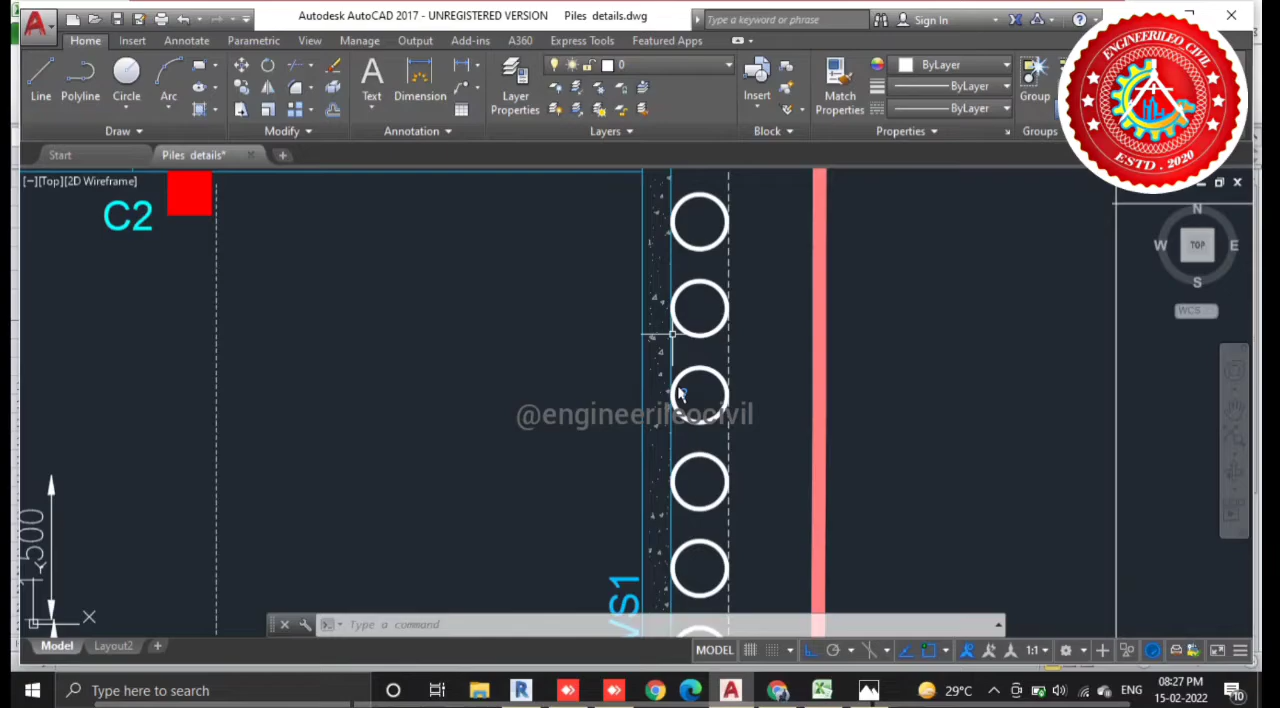 Autodesk AutoCAD 2017 - UNREGISTERED VERSION Piles details.dwg
Type a keyword or phrase
Sign In
Home Insert Annotate Parametric View Manage Output Add-ins A360 Express Tools Featured Apps
Line Polyline Circle Arc
Text Dimension
Layer Properties
0
Insert
Match Properties
ByLayer
ByLayer
ByLayer
Group
Draw Modify Annotation Layers Block Properties Groups
ENGINEERILEO CIVIL
ESTD . 2020
Start Piles details*
[−][Top][2D Wireframe]
C2
N
W TOP E
S
WCS
@engineerileocivil
1,500
Y
X
Type a command
Model Layout2
MODEL
1:1
Type here to search
29°C
ENG
08:27 PM
15-02-2022
10